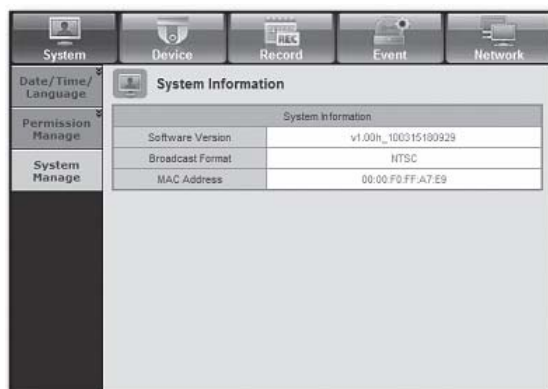 REC
System Device Record Event Network
Date/Time/
Language
Permission
Manage
System
Manage
System Information
System Information
Software Version v1.00h_100315180929
Broadcast Format NTSC
MAC Address 00:00:F0:FF:A7:E9